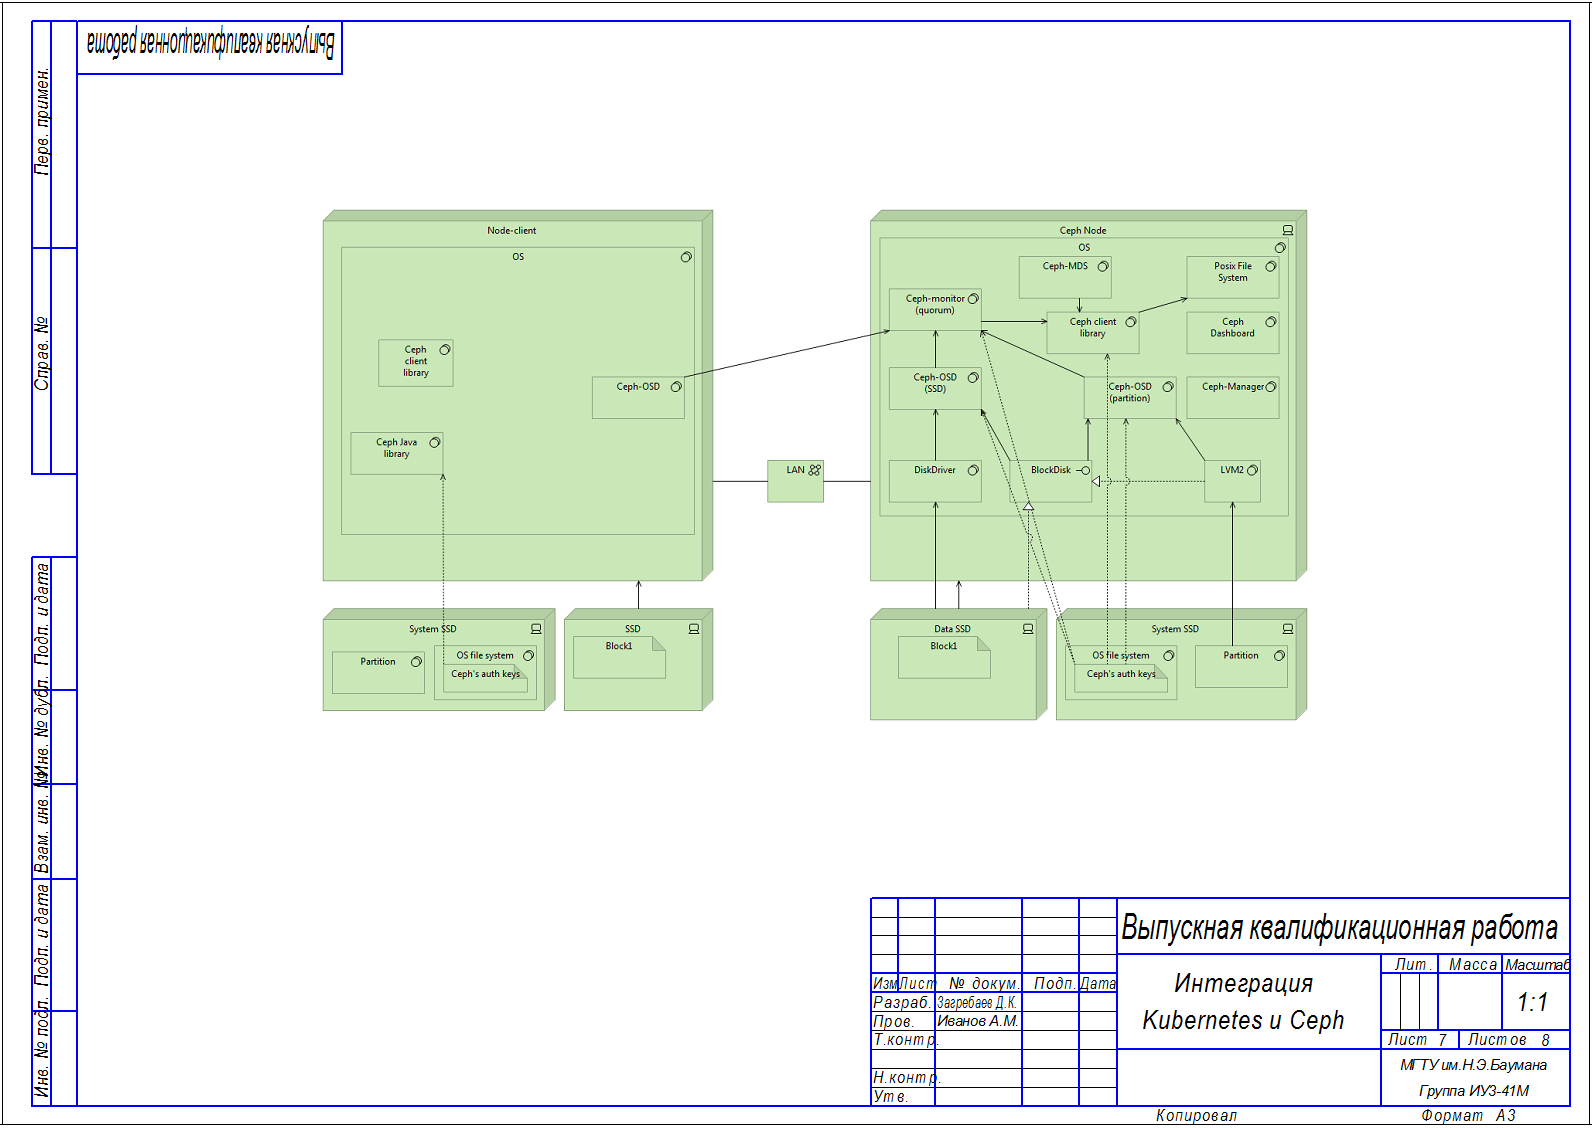 Выпускная квалификационная работа
Перв. примен.
Справ. №
Подп. и дата
Инв. № дубл.
Взам. инв. №
Подп. и дата
Инв. № подл.
Node-client
OS
Ceph
client
library
Ceph-OSD
Ceph Java
library
System SSD
Partition
OS file system
Ceph's auth keys
SSD
Block1
LAN
Ceph Node
OS
Ceph-MDS
Posix File
System
Ceph-monitor
(quorum)
Ceph client
library
Ceph
Dashboard
Ceph-OSD
(SSD)
Ceph-OSD
(partition)
Ceph-Manager
DiskDriver
BlockDisk
LVM2
Data SSD
Block1
System SSD
OS file system
Ceph's auth keys
Partition
Выпускная квалификационная работа
Изм Лист № докум. Подп. Дата
Разраб. Загребаев Д.К.
Пров. Иванов А.М.
Т.контр.
Н.контр.
Утв.
Интеграция
Kubernetes и Ceph
Лит. Масса Масштаб
1:1
Лист 7 Листов 8
МГТУ им.Н.Э.Баумана
Группа ИУ3-41М
Копировал Формат А3